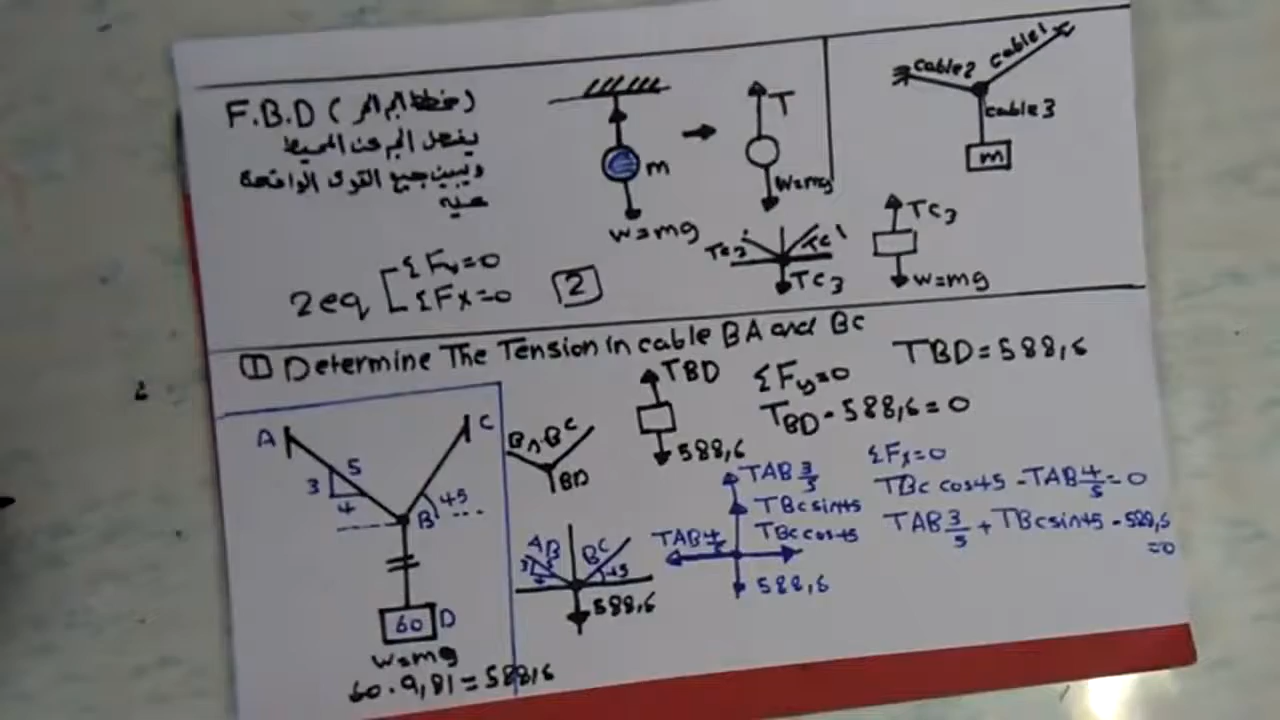 F.B.D (مخطط الجسم الحر)
يفصل الجسم عن المحيط
ويبين جميع القوى الواقعة
عليه
2eq
ΣFy=0
ΣFx=0
2
m
w=mg
T
w=mg
cable2
cable1
cable3
m
TC2
TC1
TC3
TC3
w=mg
① Determine The Tension in cable BA and BC
A
C
5
3
4
45
B
60
D
w=mg
60·9,81=588,6
BA
BC
BD
TBD
588,6
ΣFy=0
TBD-588,6=0
TBD=588,6
AB
BC
3
4
45
588,6
TAB 3/5
TBC sin45
TAB 4/5
TBC cos45
588,6
ΣFx=0
TBC cos45 - TAB 4/5 = 0
TAB 3/5 + TBC sin45 - 588,6
=0